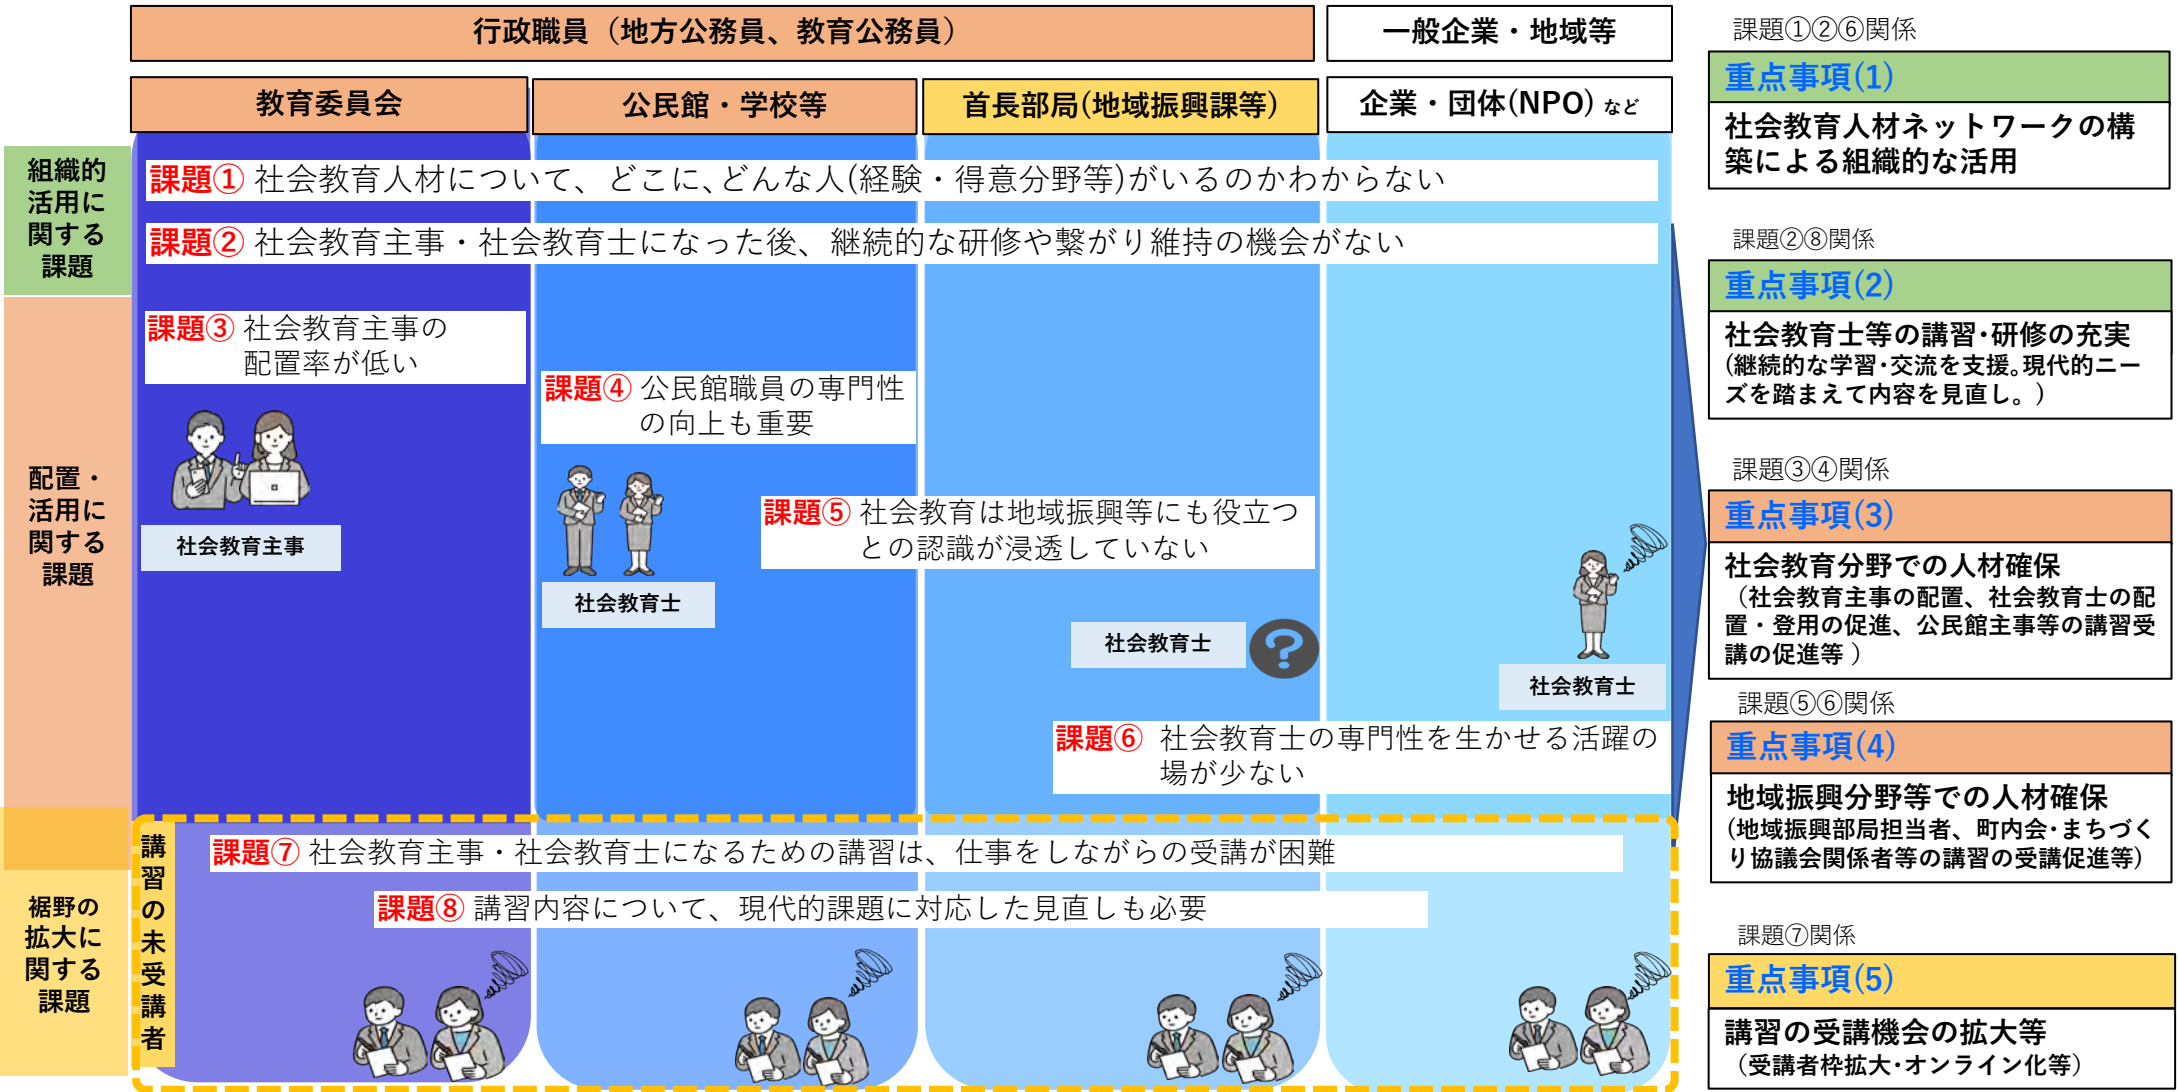 行政職員（地方公務員、教育公務員）
一般企業・地域等
教育委員会
公民館・学校等
首長部局(地域振興課等)
企業・団体(NPO) など
組織的
活用に
関する
課題
課題① 社会教育人材について、どこに、どんな人(経験・得意分野等)がいるのかわからない
課題② 社会教育主事・社会教育士になった後、継続的な研修や繋がり維持の機会がない
配置・
活用に
関する
課題
課題③ 社会教育主事の
配置率が低い
社会教育主事
課題④ 公民館職員の専門性
の向上も重要
社会教育士
課題⑤ 社会教育は地域振興等にも役立つ
との認識が浸透していない
社会教育士
?
社会教育士
課題⑥ 社会教育士の専門性を生かせる活躍の
場が少ない
裾野の
拡大に
関する
課題
講習の未受講者
課題⑦ 社会教育主事・社会教育士になるための講習は、仕事をしながらの受講が困難
課題⑧ 講習内容について、現代的課題に対応した見直しも必要
課題①②⑥関係
重点事項(1)
社会教育人材ネットワークの構
築による組織的な活用
課題②⑧関係
重点事項(2)
社会教育士等の講習・研修の充実
(継続的な学習・交流を支援。現代的ニー
ズを踏まえて内容を見直し。)
課題③④関係
重点事項(3)
社会教育分野での人材確保
（社会教育主事の配置、社会教育士の配
置・登用の促進、公民館主事等の講習受
講の促進等 ）
課題⑤⑥関係
重点事項(4)
地域振興分野等での人材確保
(地域振興部局担当者、町内会・まちづく
り協議会関係者等の講習の受講促進等)
課題⑦関係
重点事項(5)
講習の受講機会の拡大等
（受講者枠拡大・オンライン化等）